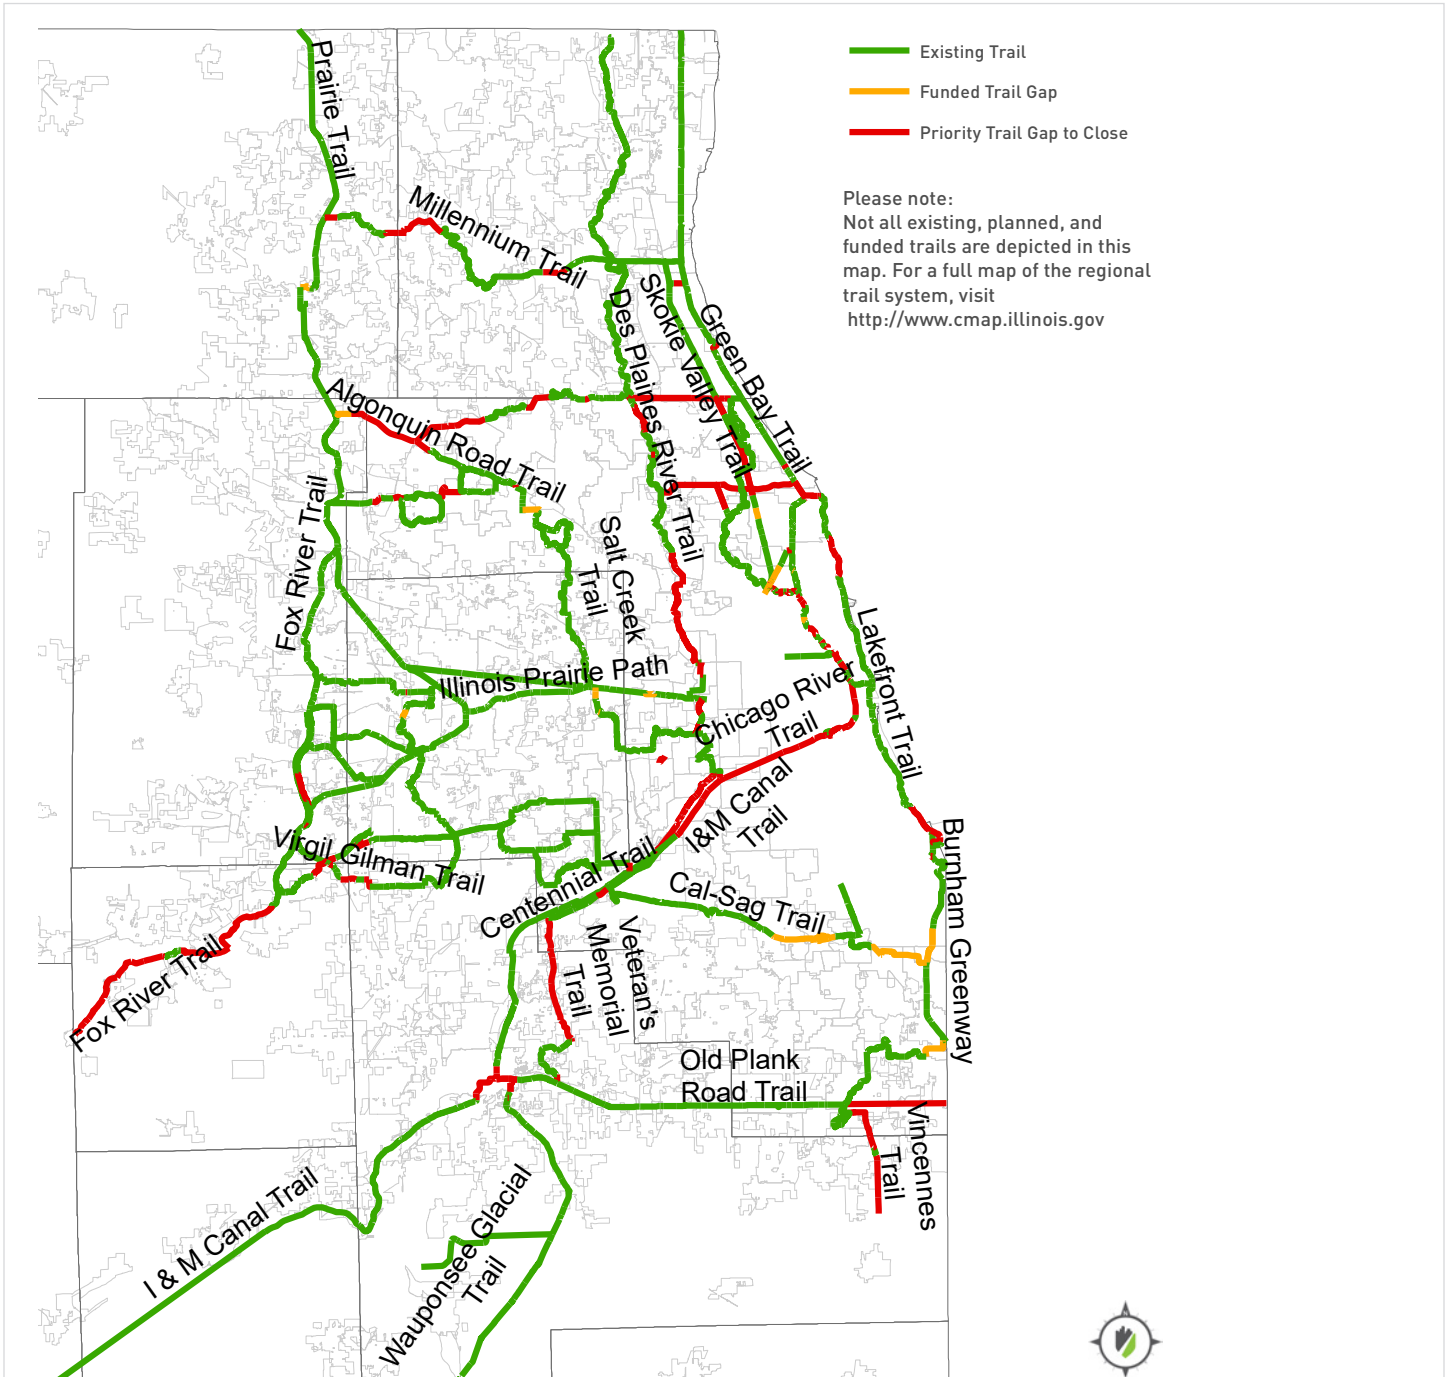 Existing Trail
Funded Trail Gap
Priority Trail Gap to Close
Please note:
Not all existing, planned, and
funded trails are depicted in this
map. For a full map of the regional
trail system, visit
http://www.cmap.illinois.gov
Prairie Trail
Millennium Trail
Des Plaines River Trail
Skokie Valley Trail
Green Bay Trail
Algonquin Road Trail
Fox River Trail
Salt Creek
Trail
Illinois Prairie Path
Lakefront Trail
Chicago River
Trail
I&M Canal
Trail
Virgil Gilman Trail
Centennial Trail
Cal-Sag Trail
Burnham Greenway
Veteran's
Memorial
Trail
Fox River Trail
Old Plank
Road Trail
Vincennes
Trail
I & M Canal Trail
Wauponsee Glacial
Trail